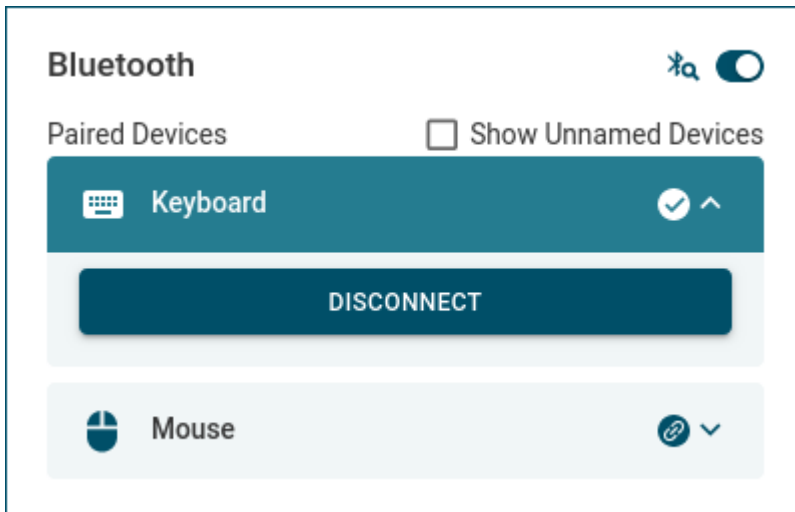 Bluetooth
Paired Devices Show Unnamed Devices
Keyboard
DISCONNECT
Mouse